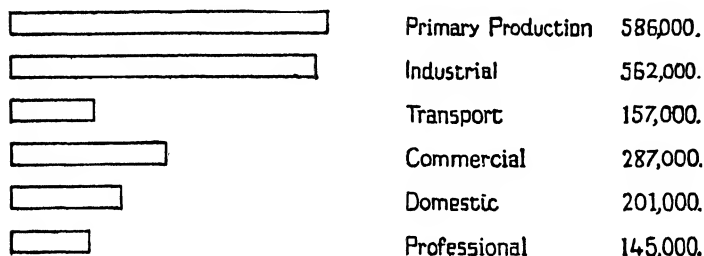 Primary Production 586,000.
Industrial 562,000.
Transport 157,000.
Commercial 287,000.
Domestic 201,000.
Professional 145,000.